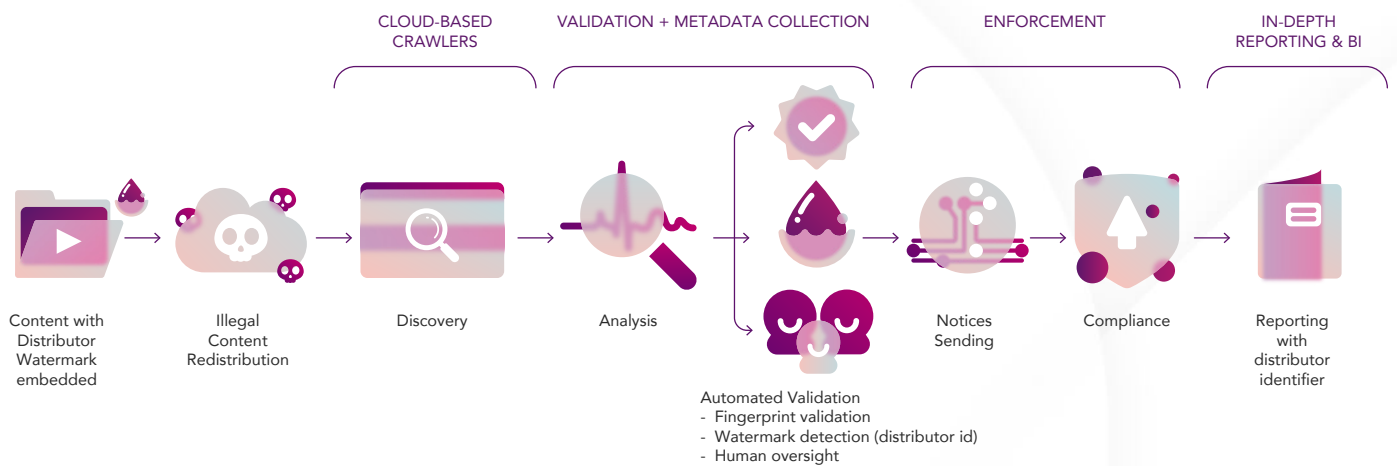 CLOUD-BASED
CRAWLERS
VALIDATION + METADATA COLLECTION
ENFORCEMENT
IN-DEPTH
REPORTING & BI
Content with
Distributor
Watermark
embedded
Illegal
Content
Redistribution
Discovery
Analysis
Automated Validation
- Fingerprint validation
- Watermark detection (distributor id)
- Human oversight
Notices
Sending
Compliance
Reporting
with
distributor
identifier